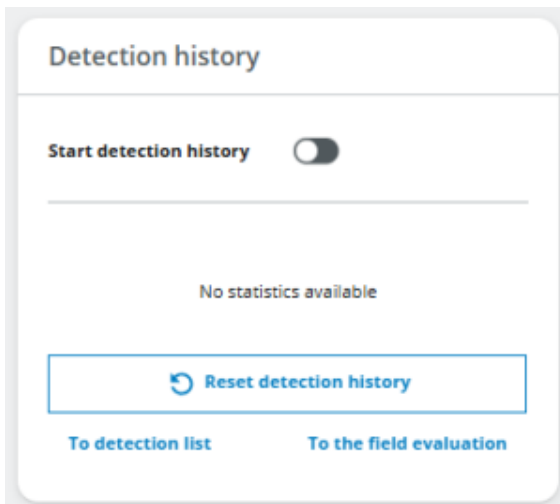 Detection history
Start detection history
No statistics available
Reset detection history
To detection list
To the field evaluation